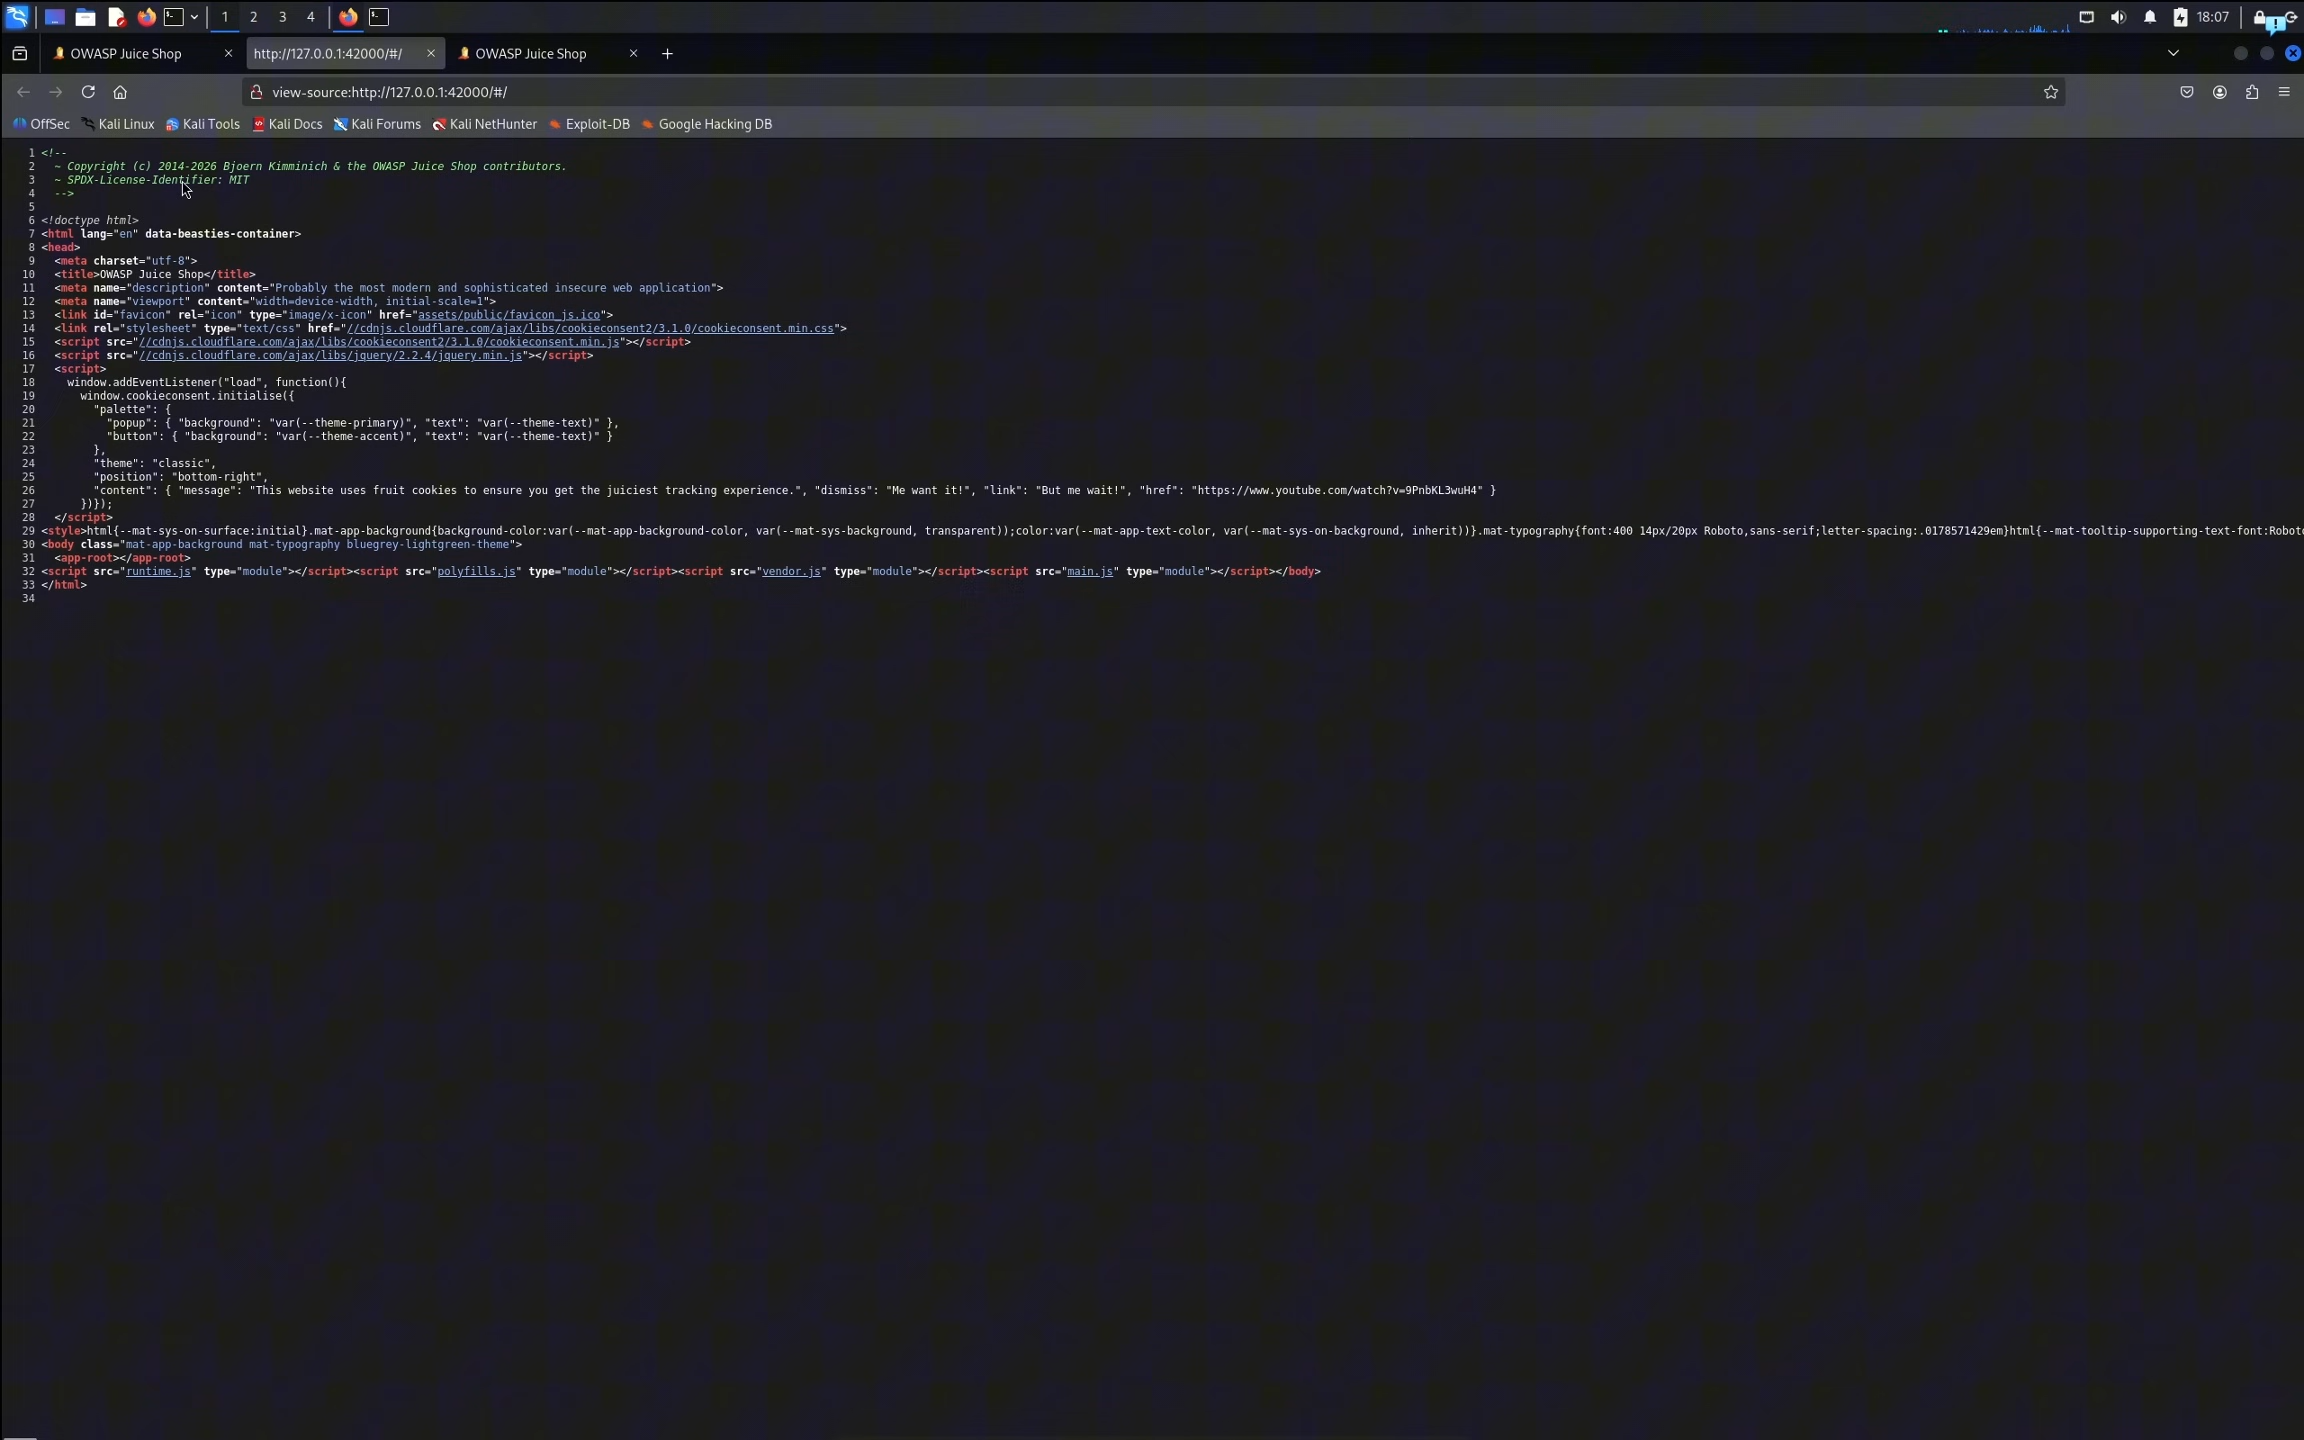 1 2 3 4 18:07
OWASP Juice Shop http://127.0.0.1:42000/#/ OWASP Juice Shop
view-source:http://127.0.0.1:42000/#/
OffSec Kali Linux Kali Tools Kali Docs Kali Forums Kali NetHunter Exploit-DB Google Hacking DB
1 <!--
2   ~ Copyright (c) 2014-2026 Bjoern Kimminich & the OWASP Juice Shop contributors.
3   ~ SPDX-License-Identifier: MIT
4   -->
5
6 <!doctype html>
7 <html lang="en" data-beasties-container>
8 <head>
9   <meta charset="utf-8">
10   <title>OWASP Juice Shop</title>
11   <meta name="description" content="Probably the most modern and sophisticated insecure web application">
12   <meta name="viewport" content="width=device-width, initial-scale=1">
13   <link id="favicon" rel="icon" type="image/x-icon" href="assets/public/favicon_js.ico">
14   <link rel="stylesheet" type="text/css" href="//cdnjs.cloudflare.com/ajax/libs/cookieconsent2/3.1.0/cookieconsent.min.css">
15   <script src="//cdnjs.cloudflare.com/ajax/libs/cookieconsent2/3.1.0/cookieconsent.min.js"></script>
16   <script src="//cdnjs.cloudflare.com/ajax/libs/jquery/2.2.4/jquery.min.js"></script>
17   <script>
18     window.addEventListener("load", function(){
19       window.cookieconsent.initialise({
20         "palette": {
21           "popup": { "background": "var(--theme-primary)", "text": "var(--theme-text)" },
22           "button": { "background": "var(--theme-accent)", "text": "var(--theme-text)" }
23         },
24         "theme": "classic",
25         "position": "bottom-right",
26         "content": { "message": "This website uses fruit cookies to ensure you get the juiciest tracking experience.", "dismiss": "Me want it!", "link": "But me wait!", "href": "https://www.youtube.com/watch?v=9PnbKL3wuH4" }
27       })});
28   </script>
29 <style>html{--mat-sys-on-surface:initial}.mat-app-background{background-color:var(--mat-app-background-color, var(--mat-sys-background, transparent));color:var(--mat-app-text-color, var(--mat-sys-on-background, inherit))}.mat-typography{font:400 14px/20px Roboto,sans-serif;letter-spacing:.0178571429em}html{--mat-tooltip-supporting-text-font:Roboto
30 <body class="mat-app-background mat-typography bluegrey-lightgreen-theme">
31   <app-root></app-root>
32 <script src="runtime.js" type="module"></script><script src="polyfills.js" type="module"></script><script src="vendor.js" type="module"></script><script src="main.js" type="module"></script></body>
33 </html>
34